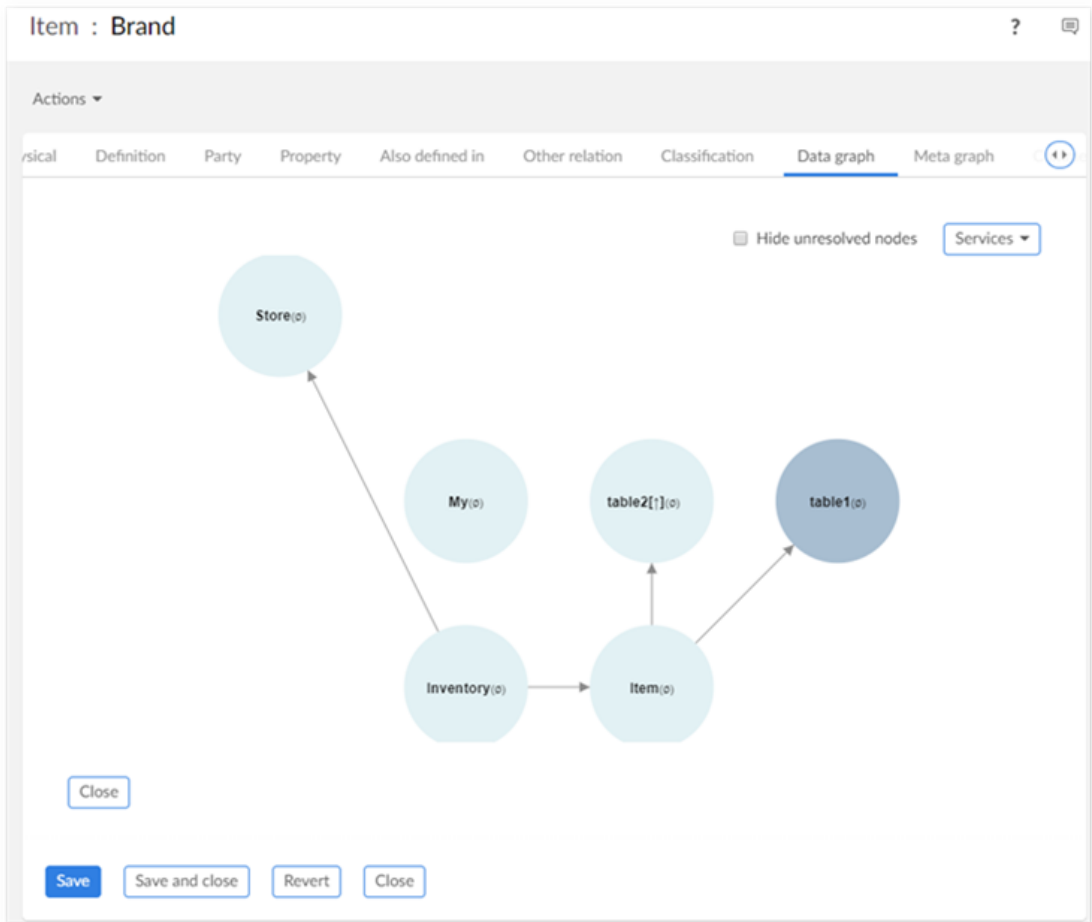 Item : Brand ?
Actions
ysical Definition Party Property Also defined in Other relation Classification Data graph Meta graph
Hide unresolved nodes Services
Store(ø)
My(ø) table2[↑](ø) table1(ø)
Inventory(ø) Item(ø)
Close
Save Save and close Revert Close